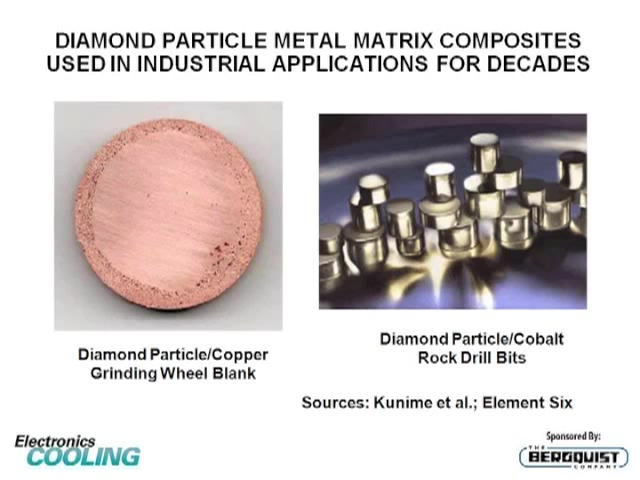 DIAMOND PARTICLE METAL MATRIX COMPOSITES
USED IN INDUSTRIAL APPLICATIONS FOR DECADES
Diamond Particle/Copper
Grinding Wheel Blank
Diamond Particle/Cobalt
Rock Drill Bits
Sources: Kunime et al.; Element Six
Electronics
COOLING
Sponsored By:
THE
BERGQUIST
COMPANY